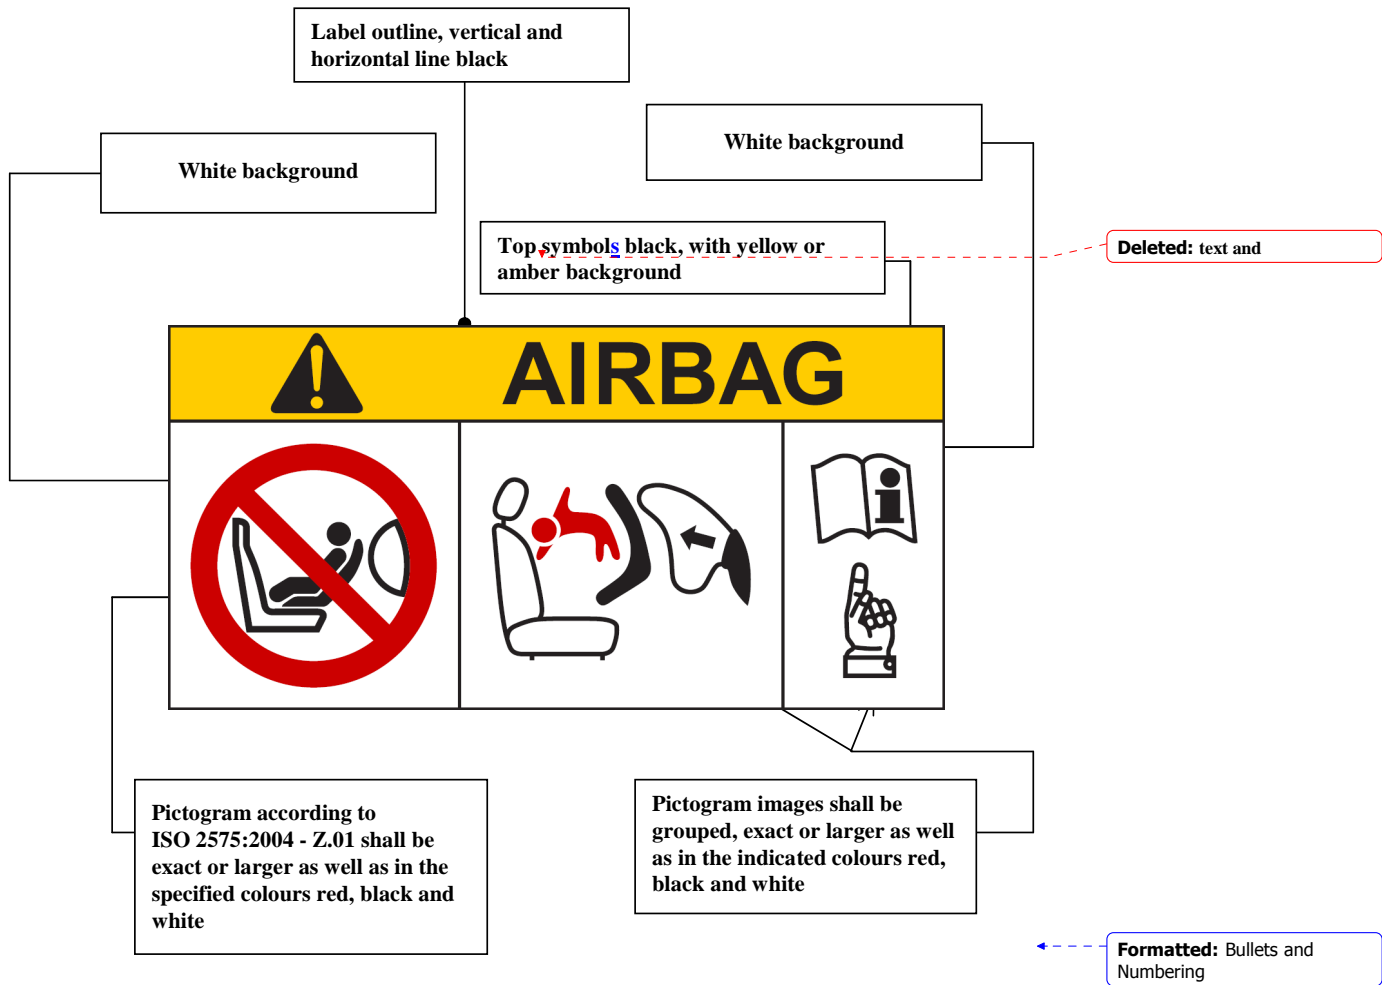 Label outline, vertical and
horizontal line black
White background
White background
Top symbols black, with yellow or
amber background
Deleted: text and
AIRBAG
Pictogram according to
ISO 2575:2004 - Z.01 shall be
exact or larger as well as in the
specified colours red, black and
white
Pictogram images shall be
grouped, exact or larger as well
as in the indicated colours red,
black and white
Formatted: Bullets and
Numbering